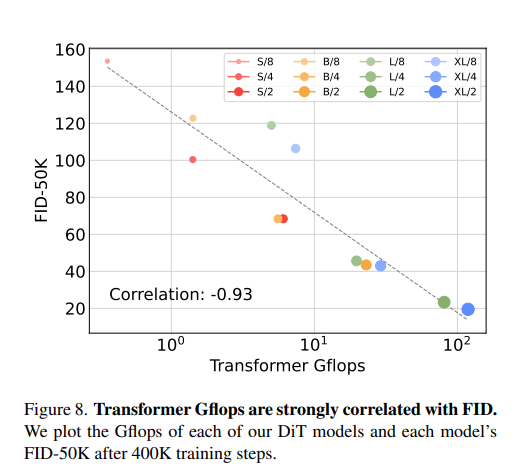 160
140
120
100
80
60
40
20
FID-50K
S/8 B/8 L/8 XL/8
S/4 B/4 L/4 XL/4
S/2 B/2 L/2 XL/2
Correlation: -0.93
10⁰ 10¹ 10²
Transformer Gflops
Figure 8. Transformer Gflops are strongly correlated with FID.
We plot the Gflops of each of our DiT models and each model's
FID-50K after 400K training steps.